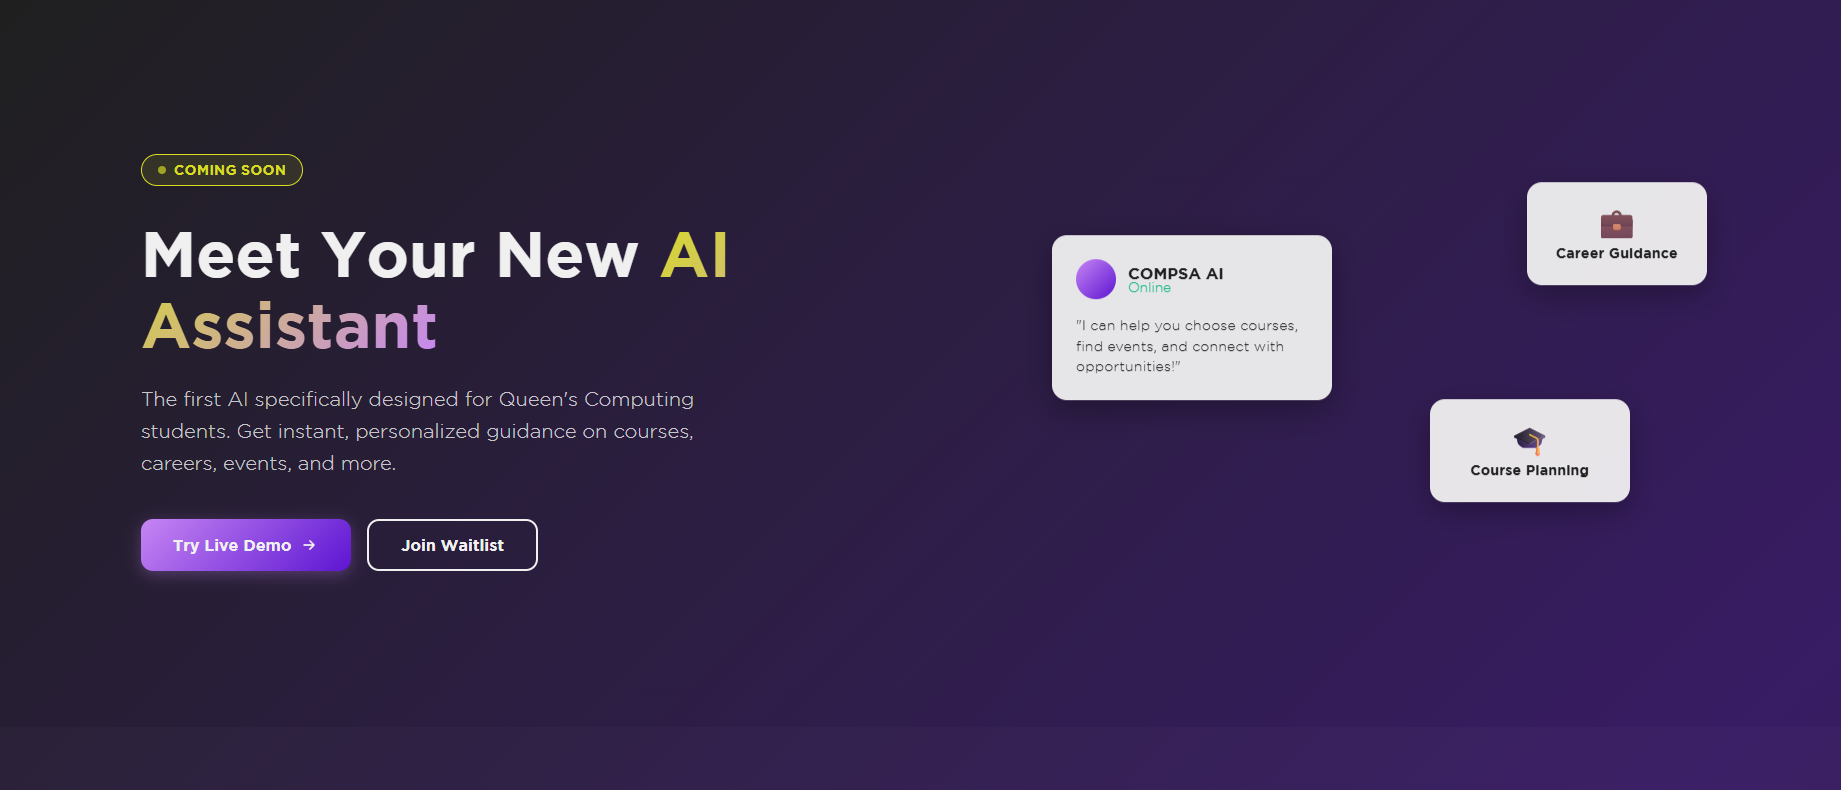 COMING SOON
Meet Your New AI
Assistant
The first AI specifically designed for Queen's Computing
students. Get instant, personalized guidance on courses,
careers, events, and more.
Try Live Demo →
Join Waitlist
COMPSA AI
Online
"I can help you choose courses,
find events, and connect with
opportunities!"
Career Guidance
Course Planning